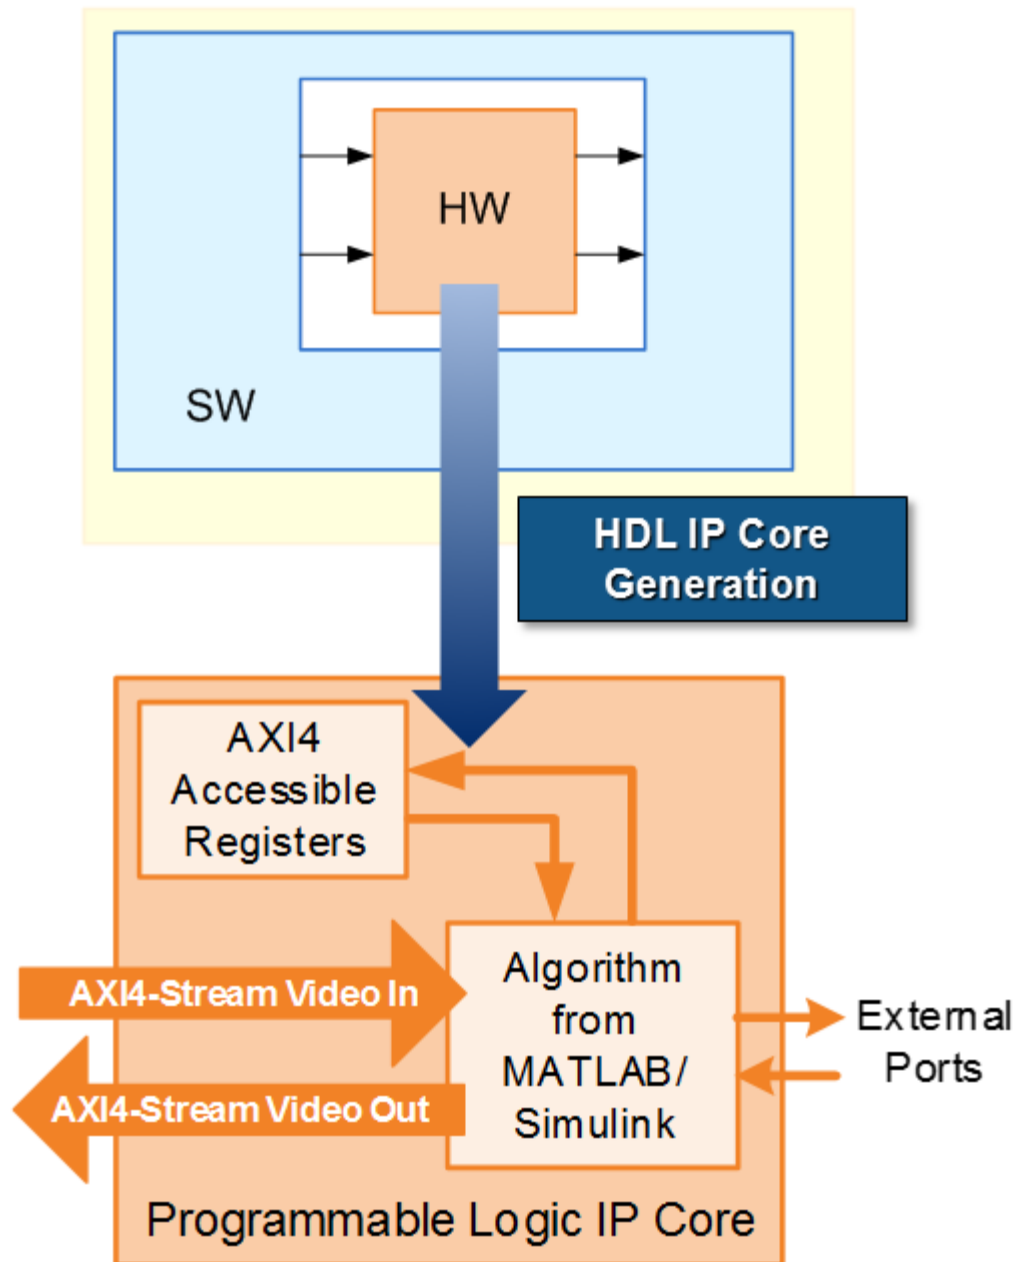 HW
SW
HDL IP Core
Generation
AXI4
Accessible
Registers
AXI4-Stream Video In
AXI4-Stream Video Out
Algorithm
from
MATLAB/
Simulink
External
Ports
Programmable Logic IP Core